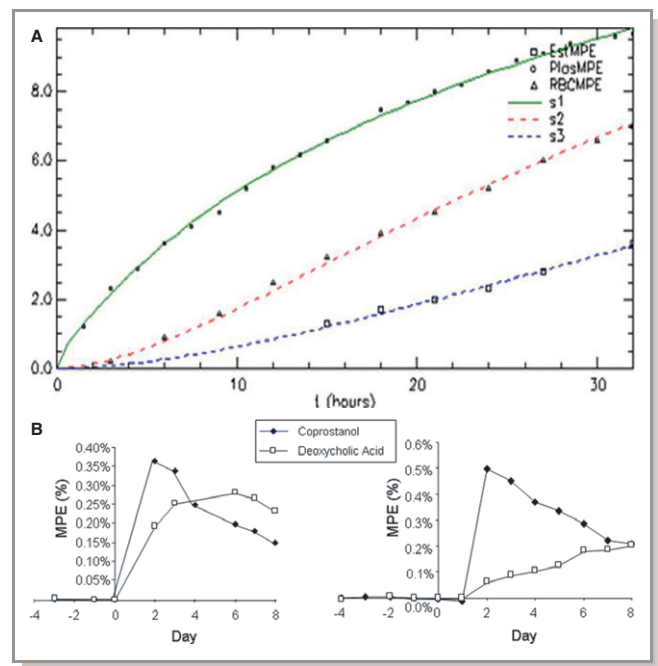 A
EstMPE
PlasMPE
RBCMPE
s1
s2
s3
8.0
6.0
4.0
2.0
0.0
0
10
20
30
t (hours)
B
Coprostanol
Deoxycholic Acid
0.40%
0.35%
0.30%
0.25%
0.20%
0.15%
0.10%
0.05%
MPE (%)
-4
-2
0
2
4
6
8
Day
0.6%
0.5%
0.4%
0.3%
0.2%
0.1%
0.0%
MPE (%)
-4
-2
0
2
4
6
8
Day